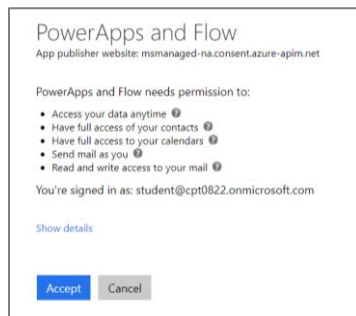 PowerApps and Flow
App publisher website: msmanaged-na.consent.azure-apim.net
PowerApps and Flow needs permission to:
• Access your data anytime
• Have full access of your contacts
• Have full access to your calendars
• Send mail as you
• Read and write access to your mail
You're signed in as: student@cpt0822.onmicrosoft.com
Show details
Accept Cancel